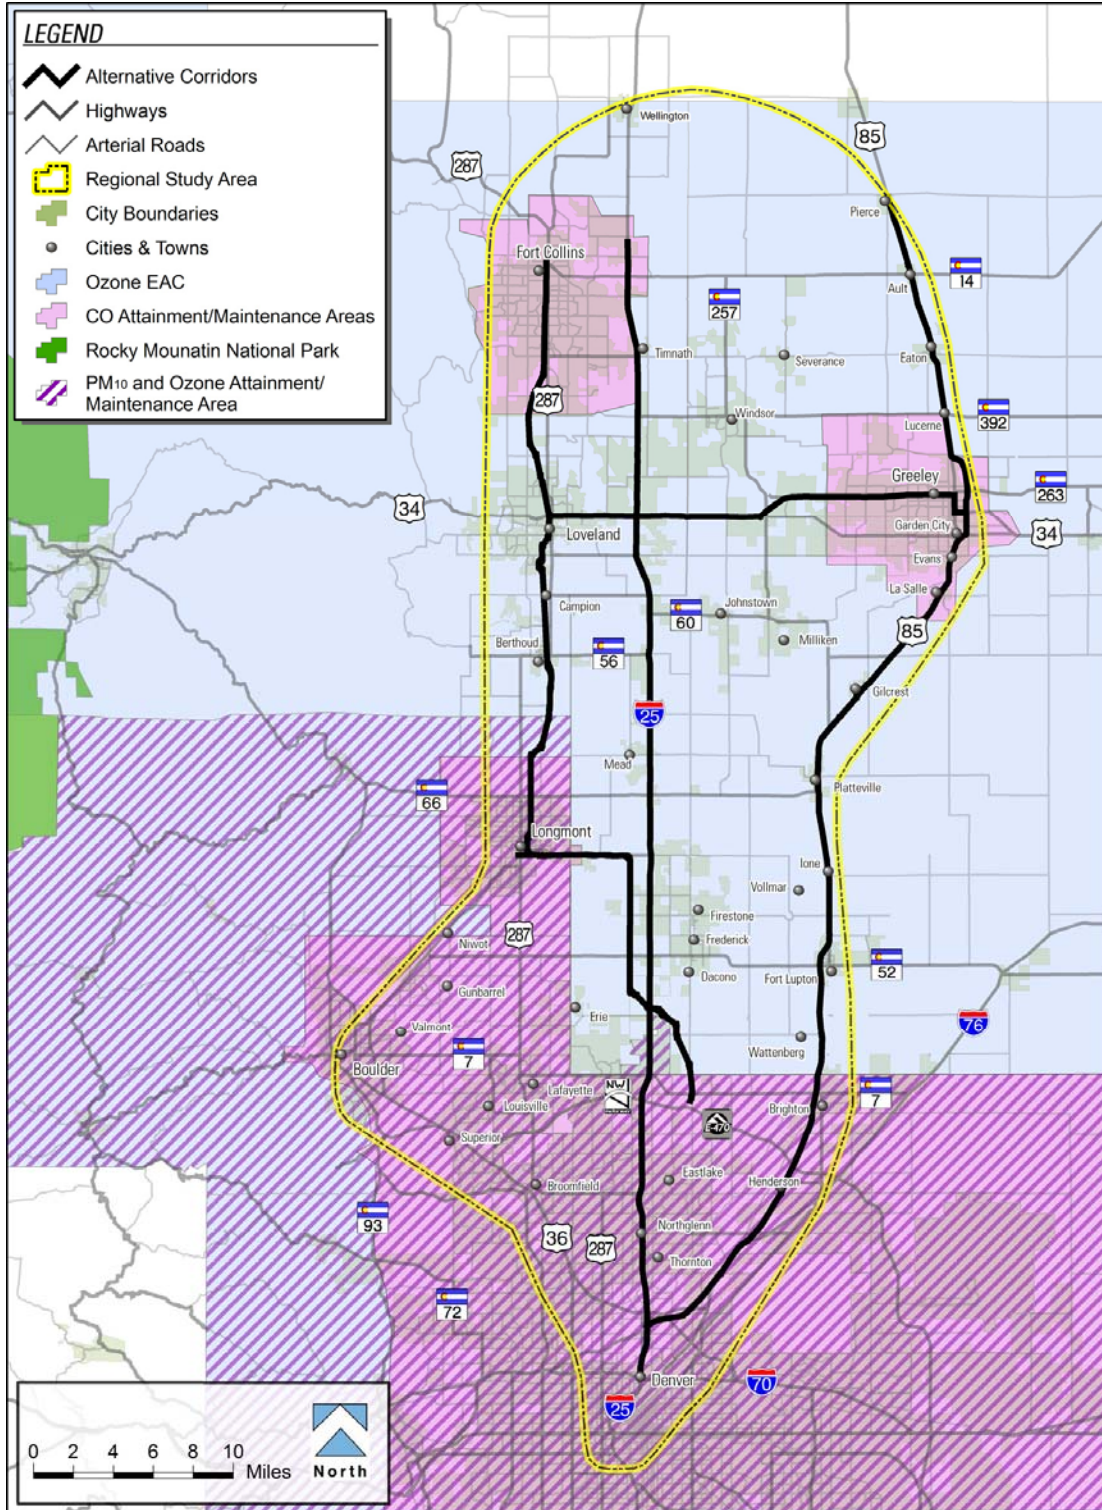 LEGEND
Alternative Corridors
Highways
Arterial Roads
Regional Study Area
City Boundaries
Cities & Towns
Ozone EAC
CO Attainment/Maintenance Areas
Rocky Mounatin National Park
PM10 and Ozone Attainment/
Maintenance Area
Wellington
85
287
Pierce
Fort Collins
14
Ault
257
Timnath
Severance
Eaton
287
Windsor
Lucerne
392
Greeley
263
34
Garden City
34
Loveland
Evans
La Salle
Campion
Johnstown
60
85
Berthoud
56
Milliken
Gilcrest
25
Mead
66
Platteville
Longmont
Ione
Vollmar
Firestone
287
Niwot
Frederick
52
Dacono
Fort Lupton
Gunbarrel
Erie
76
Valmont
Wattenberg
7
Boulder
Lafayette
NW
7
Louisville
Brighton
E-470
Superior
Eastlake
Broomfield
Henderson
93
Northglenn
36
287
Thornton
72
Denver
70
25
0 2 4 6 8 10
Miles
North